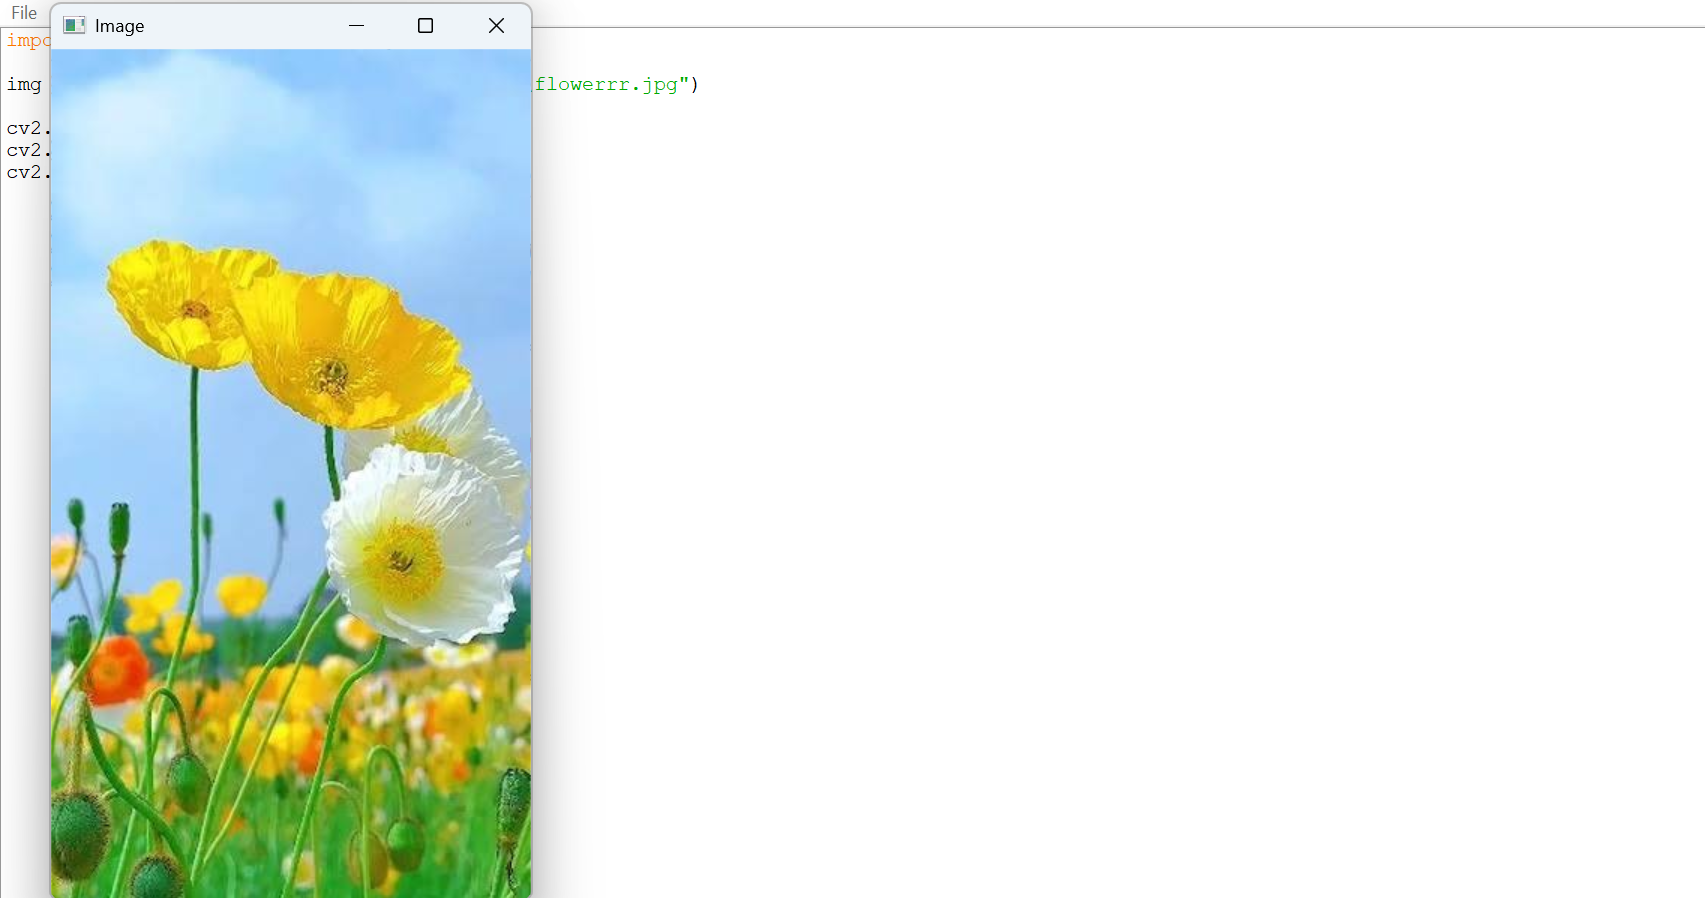 File
Image
impo
img flowerrr.jpg")
cv2.
cv2.
cv2.